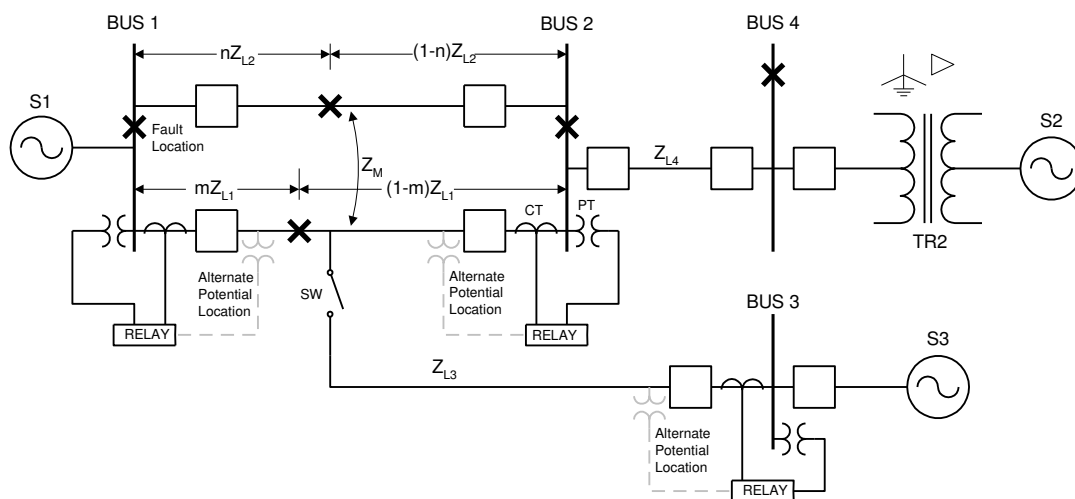 BUS 1
BUS 2
BUS 4
nZL2
(1-n)ZL2
S1
Fault
Location
ZM
ZL4
S2
mZL1
(1-m)ZL1
CT
PT
TR2
Alternate
Potential
Location
SW
Alternate
Potential
Location
RELAY
RELAY
BUS 3
S3
ZL3
Alternate
Potential
Location
RELAY